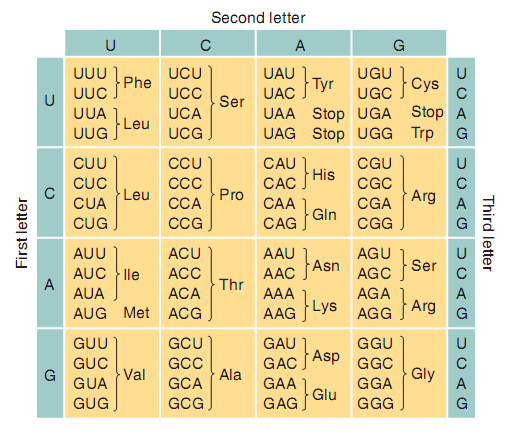 Second letter
U C A G
First letter
Third letter
U
UUU UCU UAU UGU U
UUC Phe UCC UAC Tyr UGC Cys C
UUA UCA Ser UAA Stop UGA Stop A
UUG Leu UCG UAG Stop UGG Trp G
C
CUU CCU CAU CGU U
CUC CCC CAC His CGC C
CUA Leu CCA Pro CAA CGA Arg A
CUG CCG CAG Gln CGG G
A
AUU ACU AAU AGU U
AUC Ile ACC AAC Asn AGC Ser C
AUA ACA Thr AAA AGA A
AUG Met ACG AAG Lys AGG Arg G
G
GUU GCU GAU GGU U
GUC GCC GAC Asp GGC C
GUA Val GCA Ala GAA GGA Gly A
GUG GCG GAG Glu GGG G